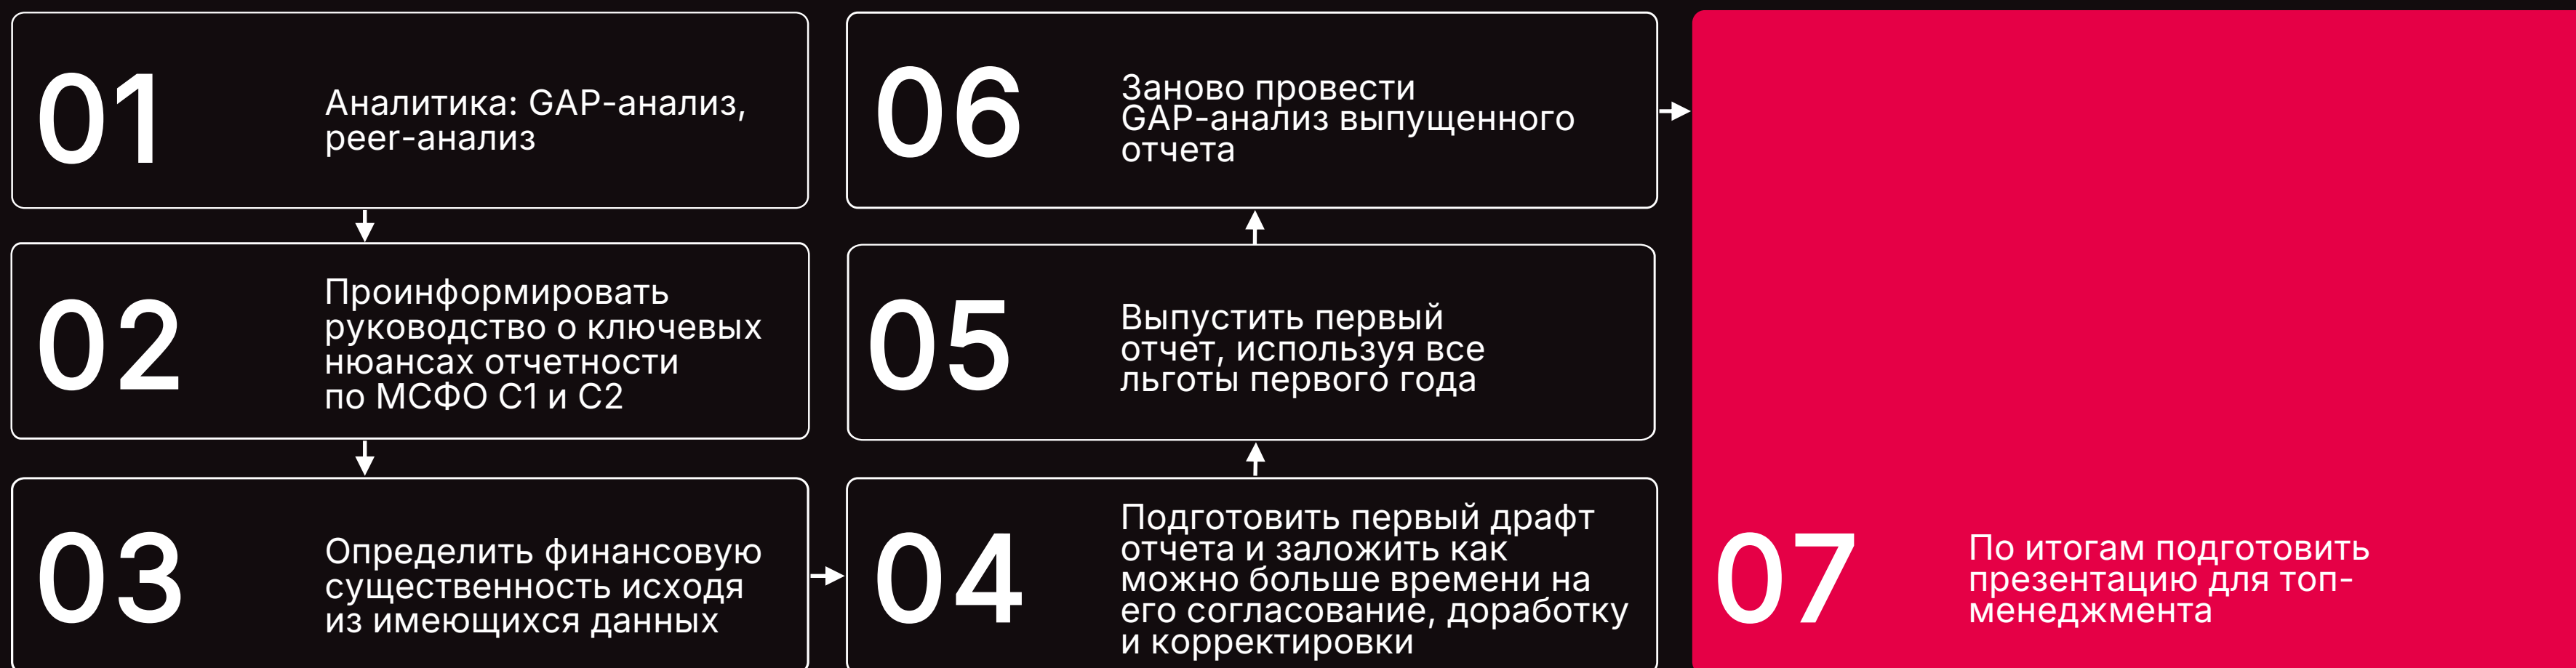 01
Аналитика: GAP-анализ,
peer-анализ
02
Проинформировать
руководство о ключевых
нюансах отчетности
по МСФО С1 и С2
03
Определить финансовую
существенность исходя
из имеющихся данных
04
Подготовить первый драфт
отчета и заложить как
можно больше времени на
его согласование, доработку
и корректировки
05
Выпустить первый
отчет, используя все
льготы первого года
06
Заново провести
GAP-анализ выпущенного
отчета
07
По итогам подготовить
презентацию для топ-
менеджмента